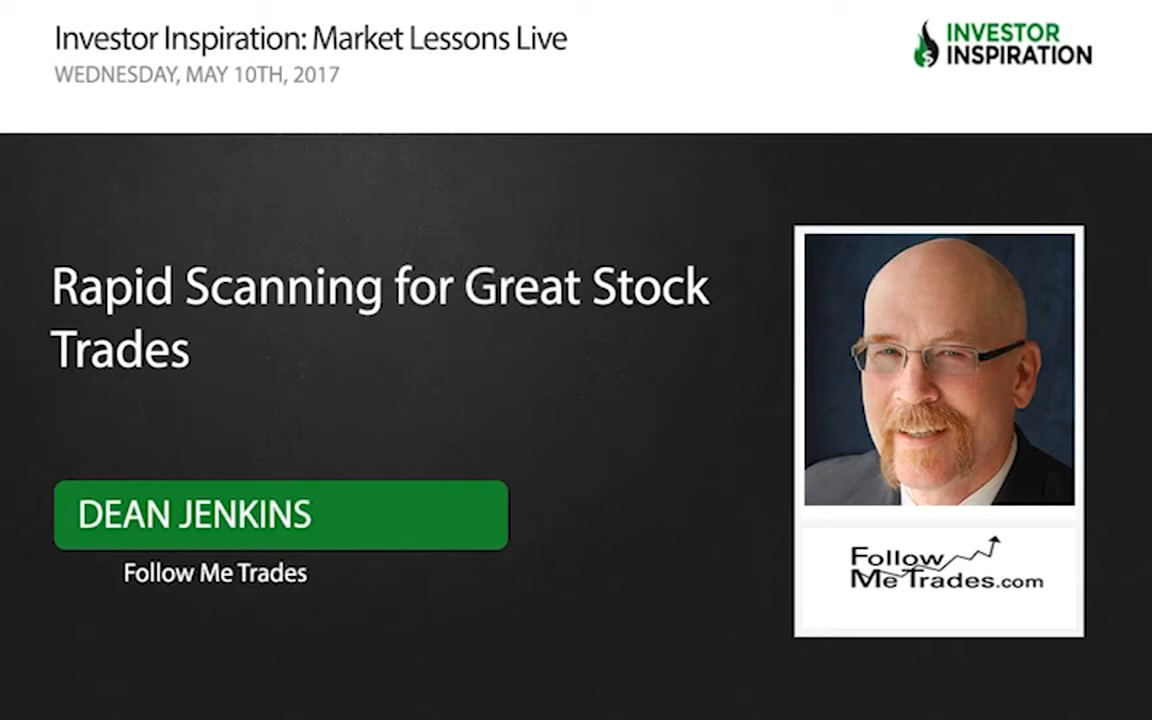 Investor Inspiration: Market Lessons Live
WEDNESDAY, MAY 10TH, 2017
INVESTOR
INSPIRATION
Rapid Scanning for Great Stock
Trades
DEAN JENKINS
Follow Me Trades
Follow
Me Trades.com